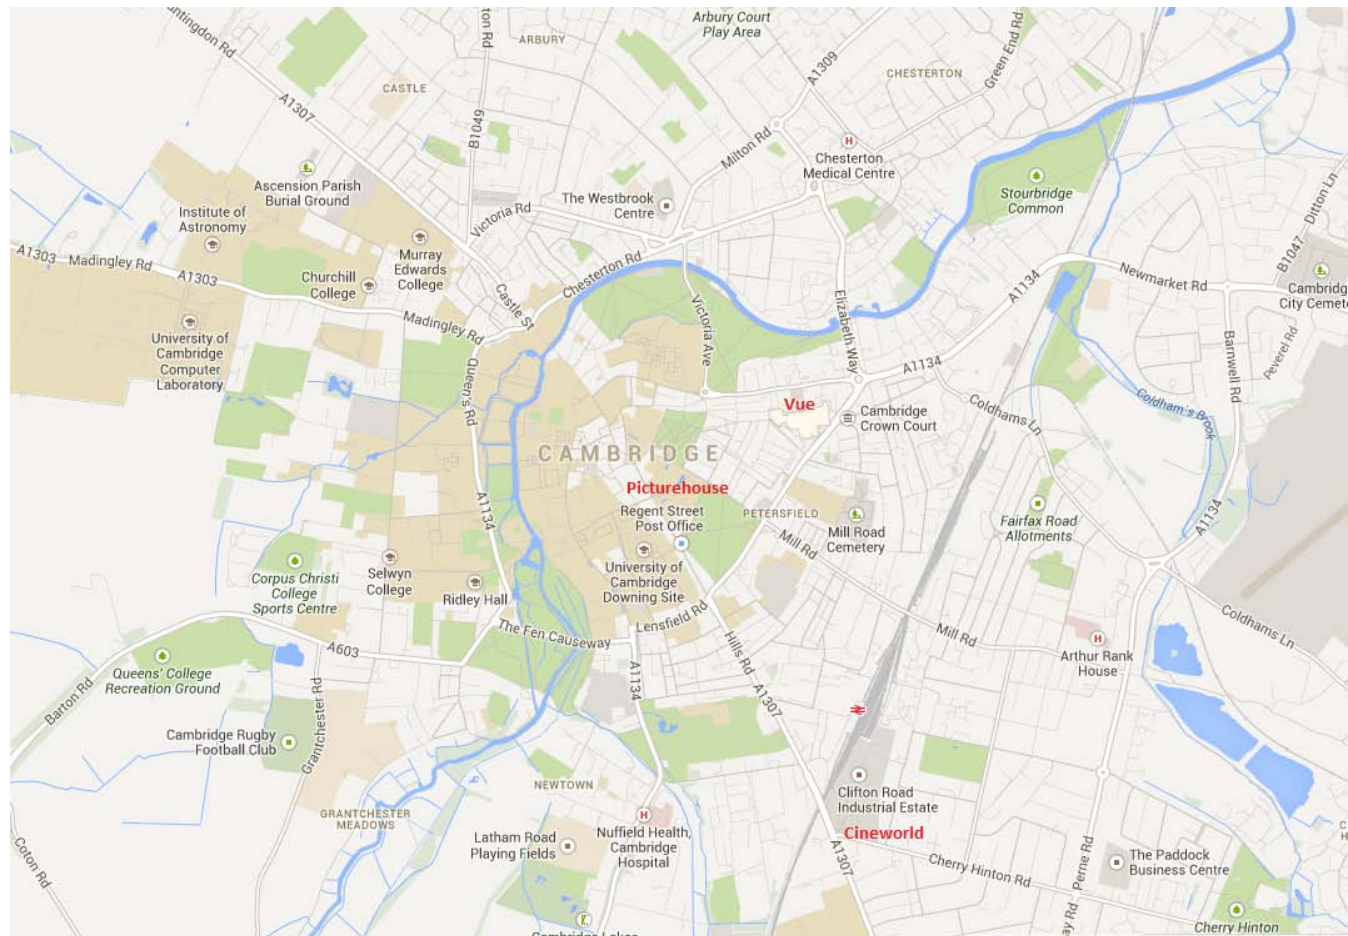 Huntingdon Rd
ton Rd
ARBURY
Arbury Court
Play Area
A1309
CHESTERTON
Green End Rd
CASTLE
A1307
B1049
Milton Rd
Chesterton
Medical Centre
Stourbridge
Common
B1047
Ditton Ln
Ascension Parish
Burial Ground
The Westbrook
Centre
Institute of
Astronomy
Victoria Rd
A1303
Madingley Rd
A1303
Murray
Edwards
College
Churchill
College
Chesterton Rd
Castle St
Elizabeth Way
A1134
Newmarket Rd
Cambridg
City Cemete
Madingley Rd
Victoria Ave
University of
Cambridge
Computer
Laboratory
Queen's Rd
A1134
Peverel Rd
Barnwell Rd
Vue
Cambridge
Crown Court
Coldhams Ln
Coldham's Brook
CAMBRIDGE
Picturehouse
Regent Street
Post Office
PETERSFIELD
Mill Road
Cemetery
Fairfax Road
Allotments
A1134
A1134
Mill Rd
Corpus Christi
College
Sports Centre
Selwyn
College
Ridley Hall
University of
Cambridge
Downing Site
Lensfield Rd
The Fen Causeway
Hills Rd
Mill Rd
Arthur Rank
House
Coldhams Ln
A603
Queens' College
Recreation Ground
Barton Rd
Grantchester Rd
A1134
A1307
Cambridge Rugby
Football Club
NEWTOWN
Clifton Road
Industrial Estate
GRANTCHESTER
MEADOWS
Latham Road
Playing Fields
Nuffield Health,
Cambridge
Hospital
Cineworld
A1307
Cherry Hinton Rd
Perne Rd
The Paddock
Business Centre
Coton Rd
ay Rd
Cherry Hinton